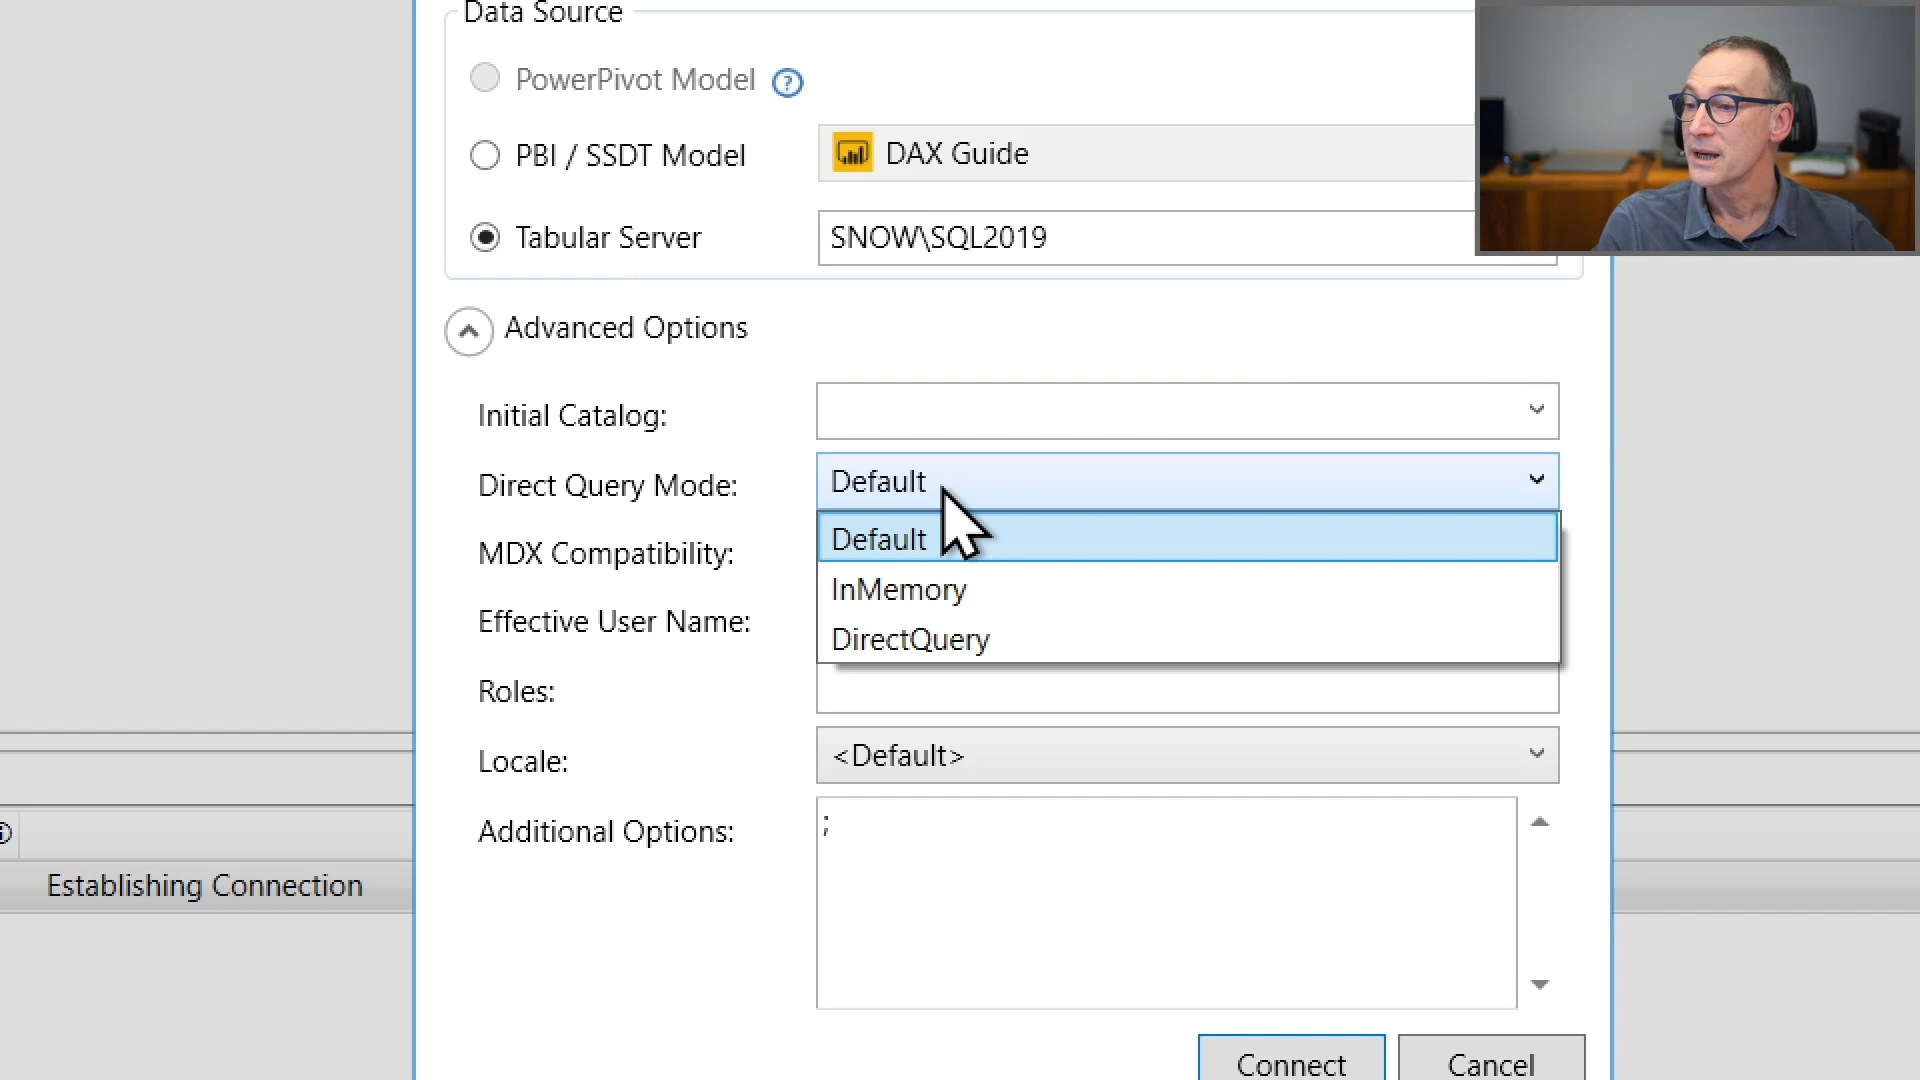 Data Source
PowerPivot Model ?
PBI / SSDT Model
DAX Guide
Tabular Server
SNOW\SQL2019
Advanced Options
Initial Catalog:
Direct Query Mode:
Default
Default
MDX Compatibility:
InMemory
Effective User Name:
DirectQuery
Roles:
Locale:
<Default>
Additional Options:
;
Establishing Connection
Connect
Cancel